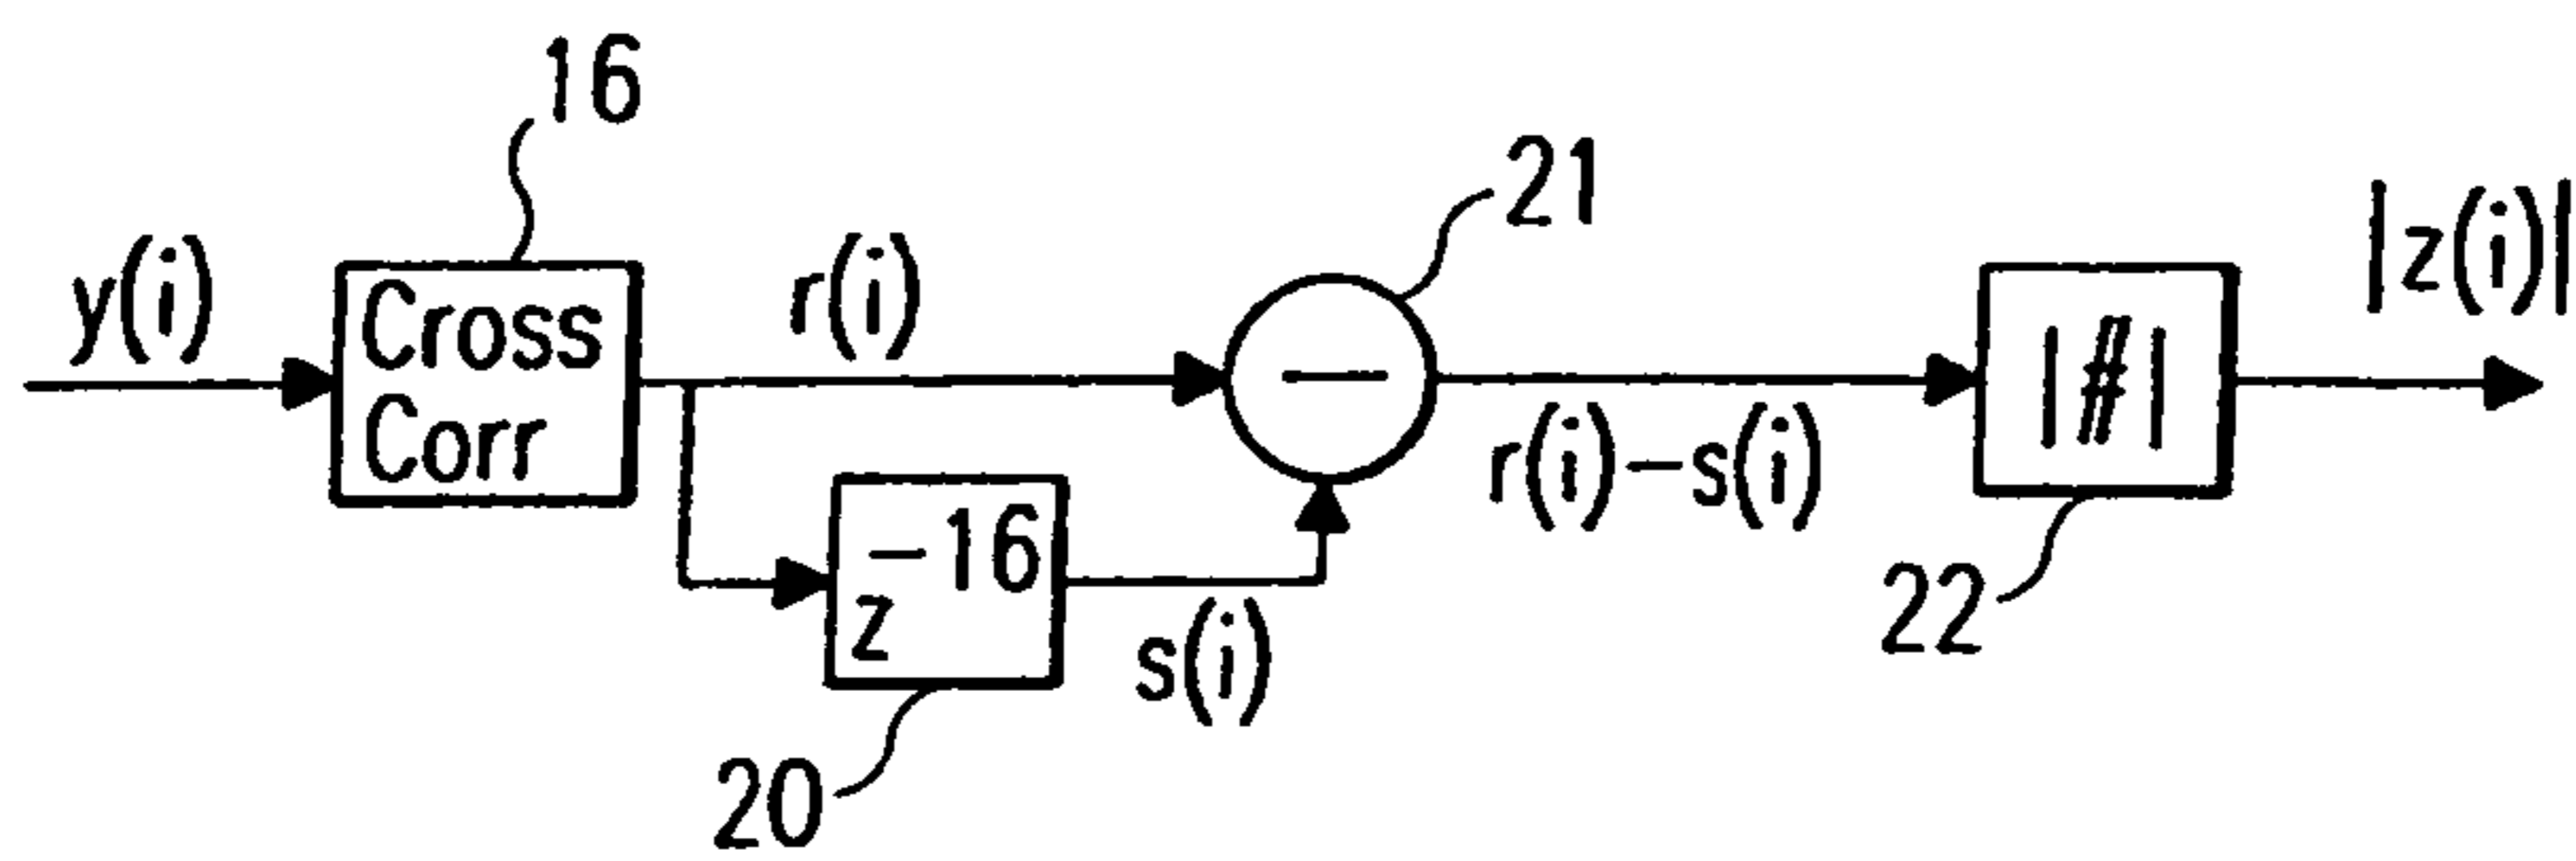 16
21
y(i)
Cross
Corr
r(i)
|z(i)|
|#|
r(i)-s(i)
z^-16
s(i)
22
20